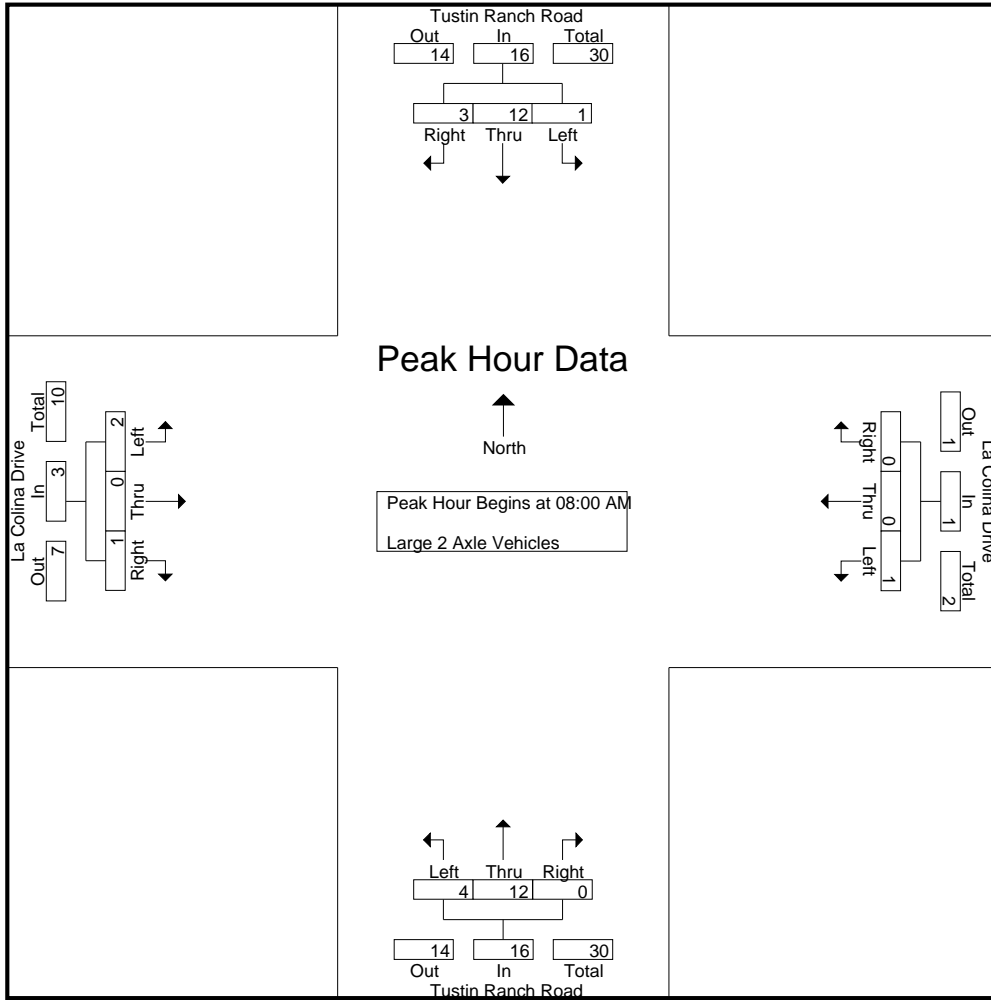 Tustin Ranch Road
Out In Total
14 16 30
3 12 1
Right Thru Left
Peak Hour Data
North
Peak Hour Begins at 08:00 AM
Large 2 Axle Vehicles
La Colina Drive
Total In Out
10 3 7
2 0 1
Left Thru Right
La Colina Drive
Out In Total
1 1 2
0 0 1
Right Thru Left
Left Thru Right
4 12 0
14 16 30
Out In Total
Tustin Ranch Road